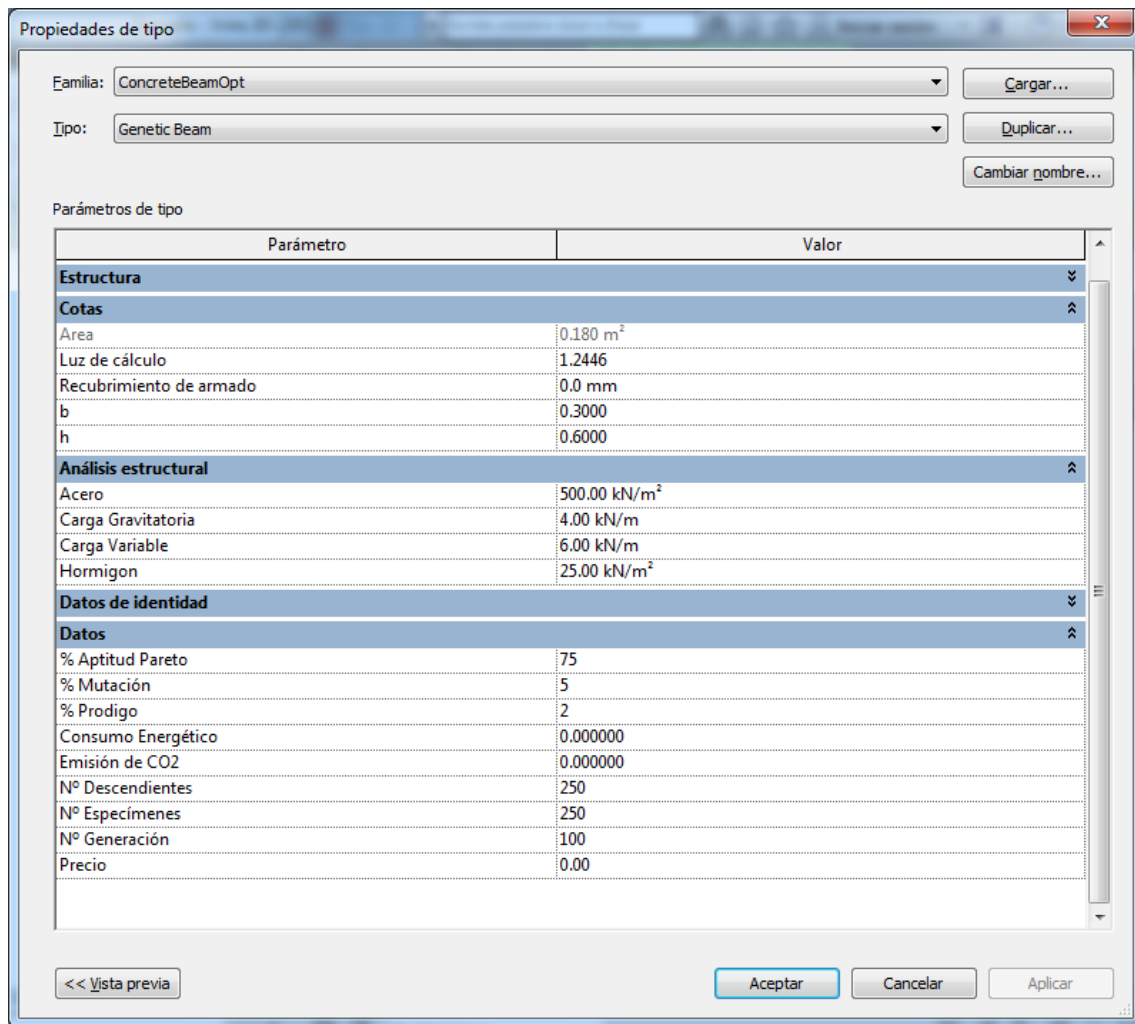 Propiedades de tipo
Familia: ConcreteBeamOpt Cargar...
Tipo: Genetic Beam Duplicar...
Cambiar nombre...
Parámetros de tipo
Parámetro Valor
Estructura
Cotas
Area 0.180 m²
Luz de cálculo 1.2446
Recubrimiento de armado 0.0 mm
b 0.3000
h 0.6000
Análisis estructural
Acero 500.00 kN/m²
Carga Gravitatoria 4.00 kN/m
Carga Variable 6.00 kN/m
Hormigon 25.00 kN/m²
Datos de identidad
Datos
% Aptitud Pareto 75
% Mutación 5
% Prodigo 2
Consumo Energético 0.000000
Emisión de CO2 0.000000
Nº Descendientes 250
Nº Especímenes 250
Nº Generación 100
Precio 0.00
<< Vista previa Aceptar Cancelar Aplicar